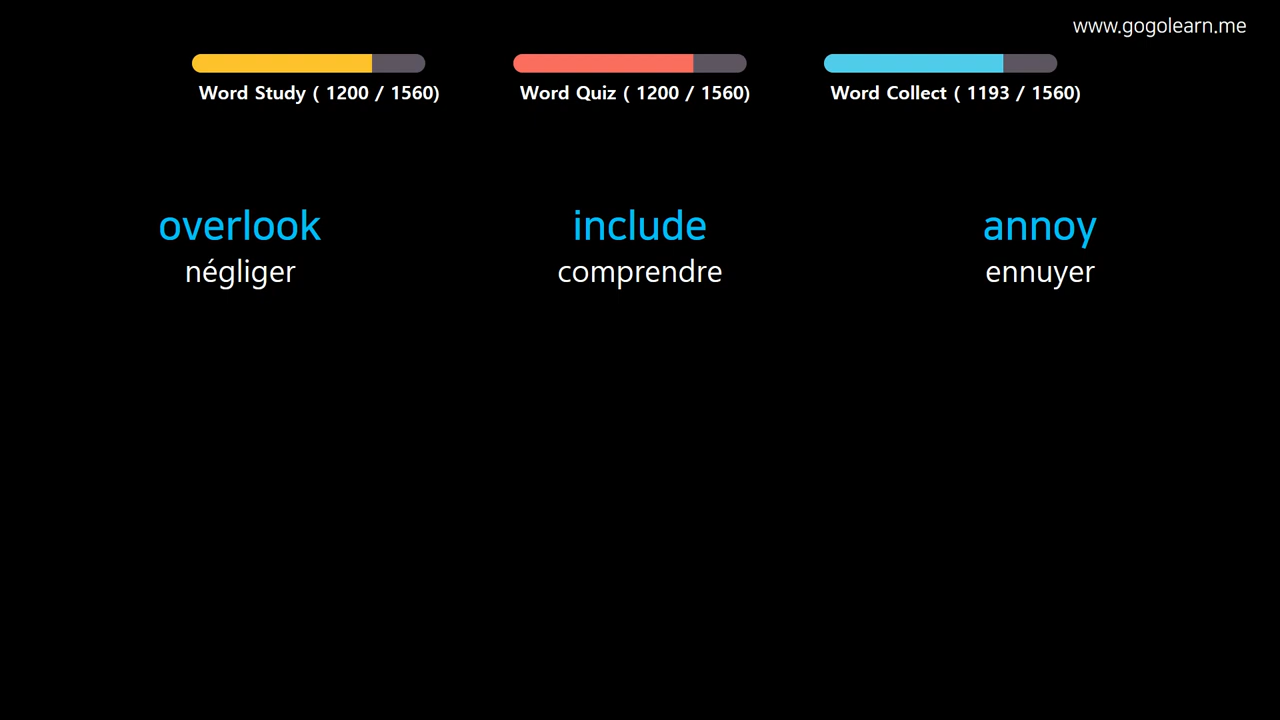 www.gogolearn.me
Word Study ( 1200 / 1560)
Word Quiz ( 1200 / 1560)
Word Collect ( 1193 / 1560)
overlook
négliger
include
comprendre
annoy
ennuyer